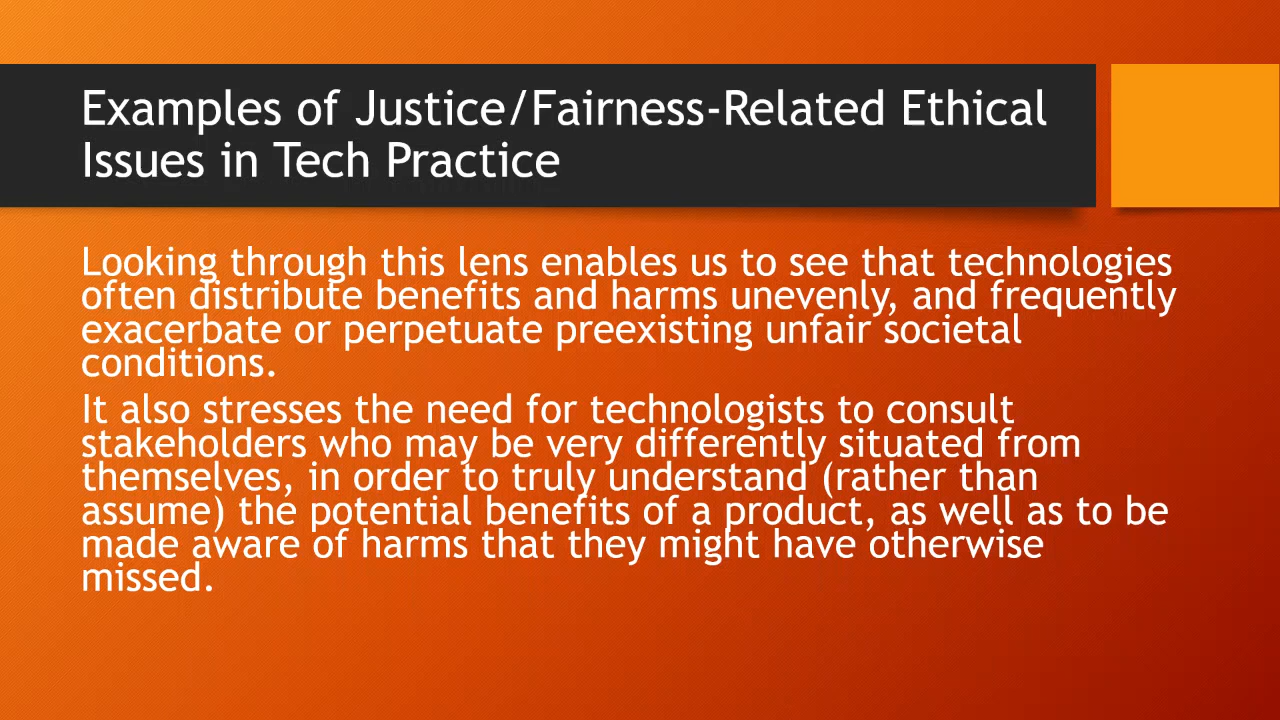 Examples of Justice/Fairness-Related Ethical
Issues in Tech Practice
Looking through this lens enables us to see that technologies
often distribute benefits and harms unevenly, and frequently
exacerbate or perpetuate preexisting unfair societal
conditions.
It also stresses the need for technologists to consult
stakeholders who may be very differently situated from
themselves, in order to truly understand (rather than
assume) the potential benefits of a product, as well as to be
made aware of harms that they might have otherwise
missed.